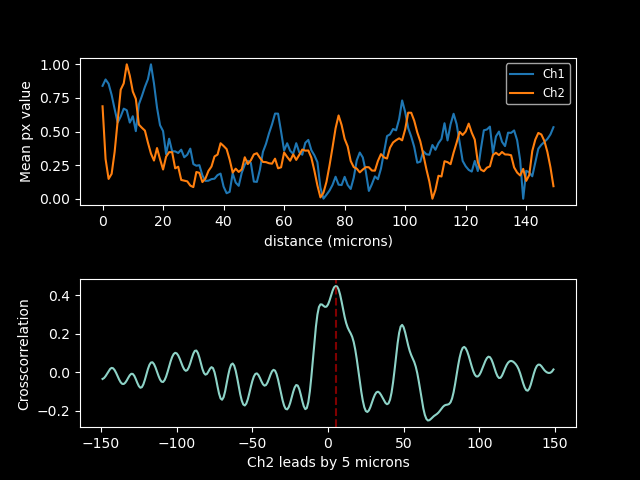 1.00
0.75
0.50
0.25
0.00
Mean px value
Ch1
Ch2
0 20 40 60 80 100 120 140
distance (microns)
0.4
0.2
0.0
−0.2
Crosscorrelation
−150 −100 −50 0 50 100 150
Ch2 leads by 5 microns